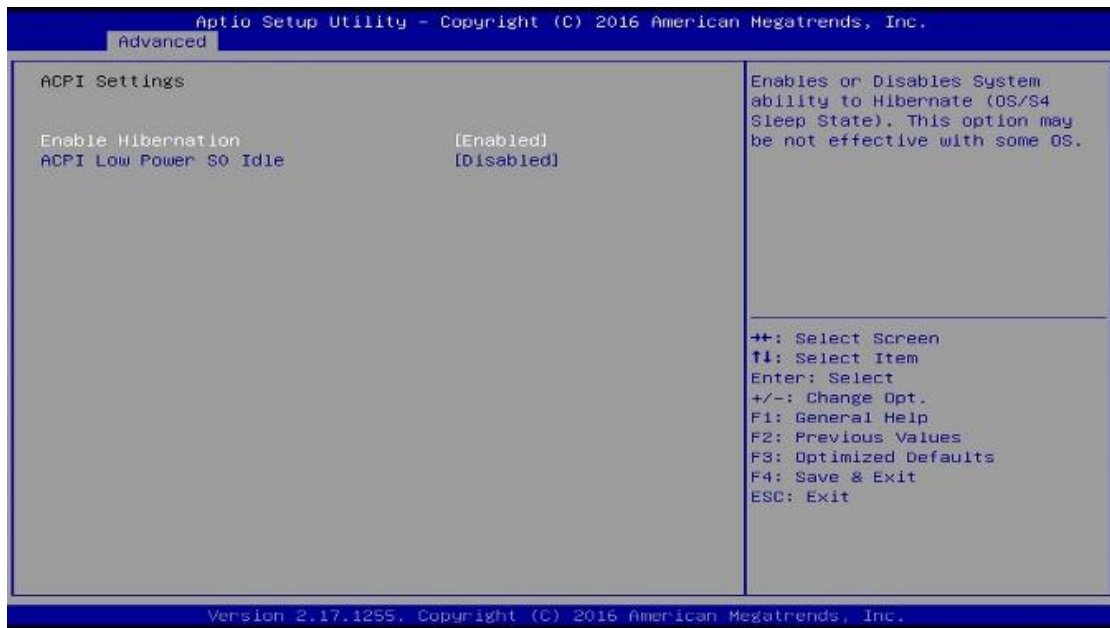 Aptio Setup Utility – Copyright (C) 2016 American Megatrends, Inc.
Advanced
ACPI Settings
Enable Hibernation [Enabled]
ACPI Low Power S0 Idle [Disabled]
Enables or Disables System
ability to Hibernate (OS/S4
Sleep State). This option may
be not effective with some OS.
→←: Select Screen
↑↓: Select Item
Enter: Select
+/-: Change Opt.
F1: General Help
F2: Previous Values
F3: Optimized Defaults
F4: Save & Exit
ESC: Exit
Version 2.17.1255. Copyright (C) 2016 American Megatrends, Inc.